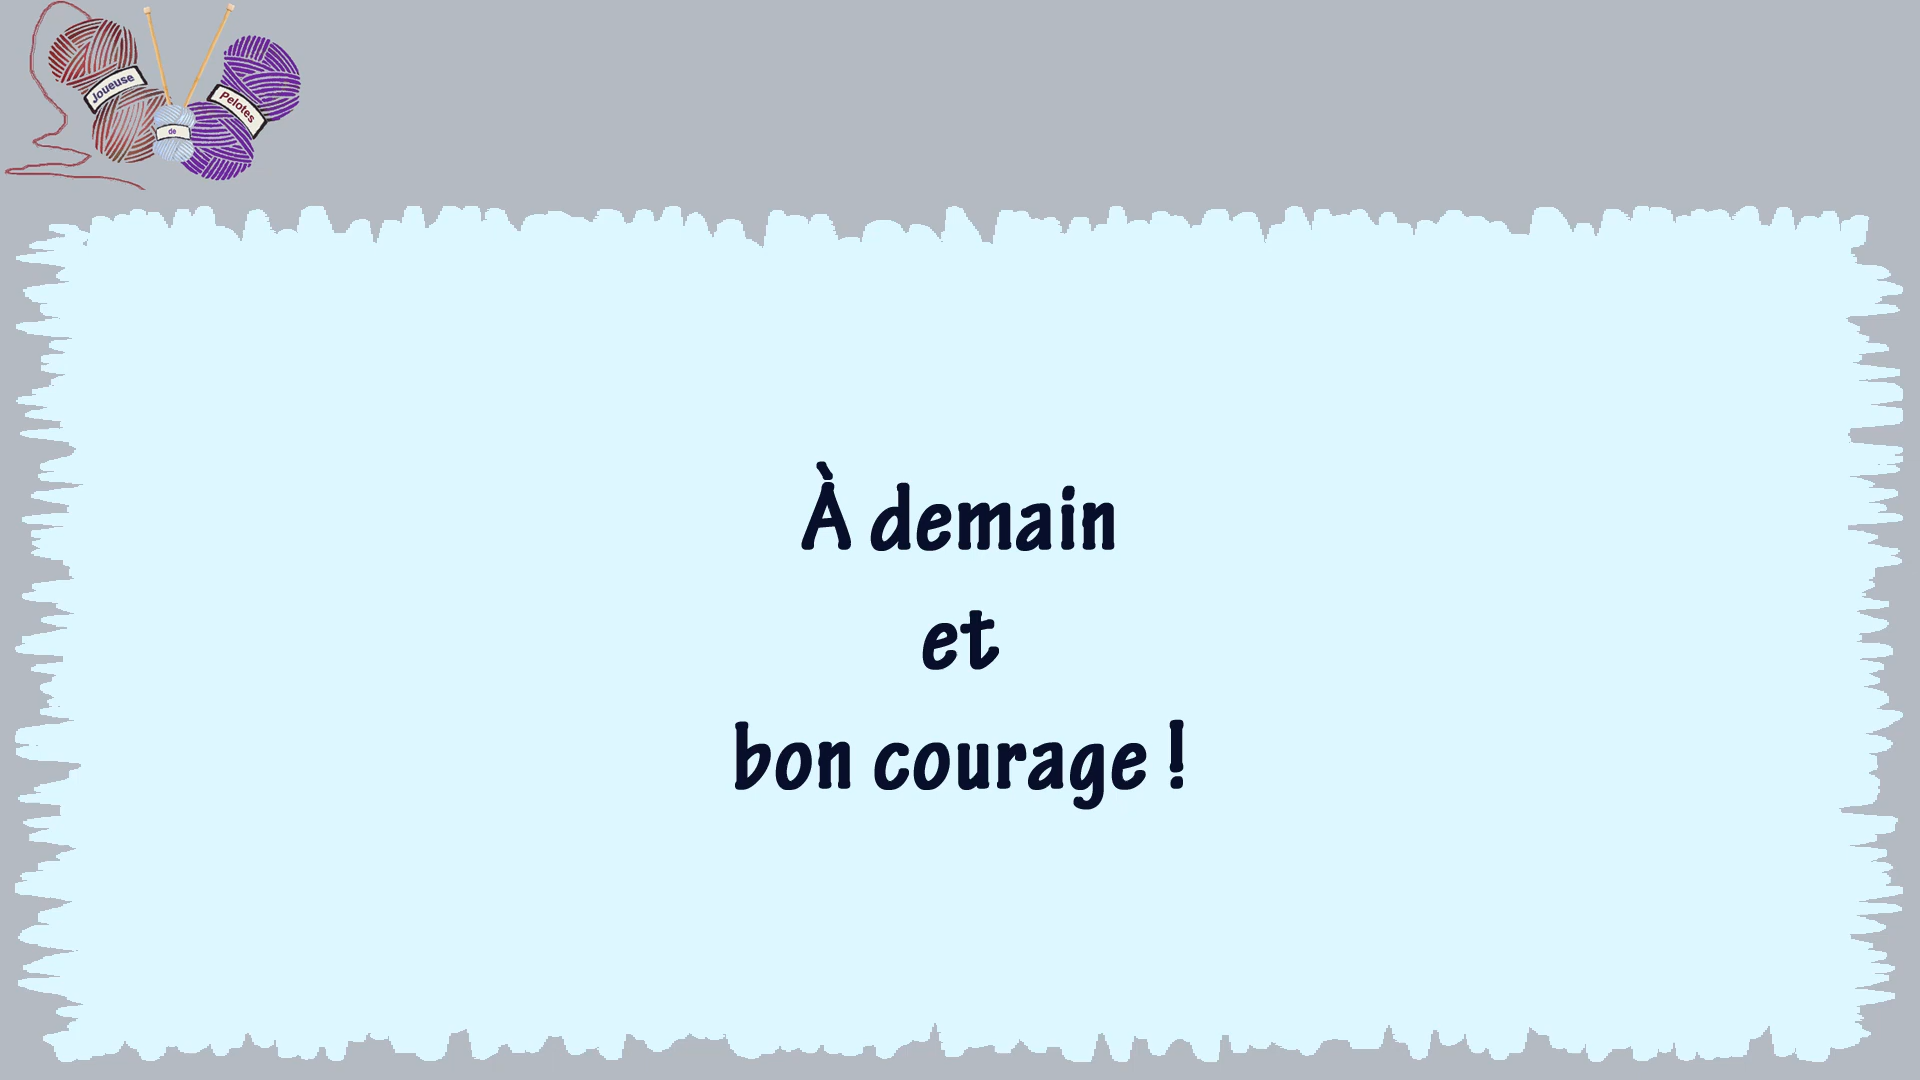 Joueuse
de
Pelotes
À demain
et
bon courage !